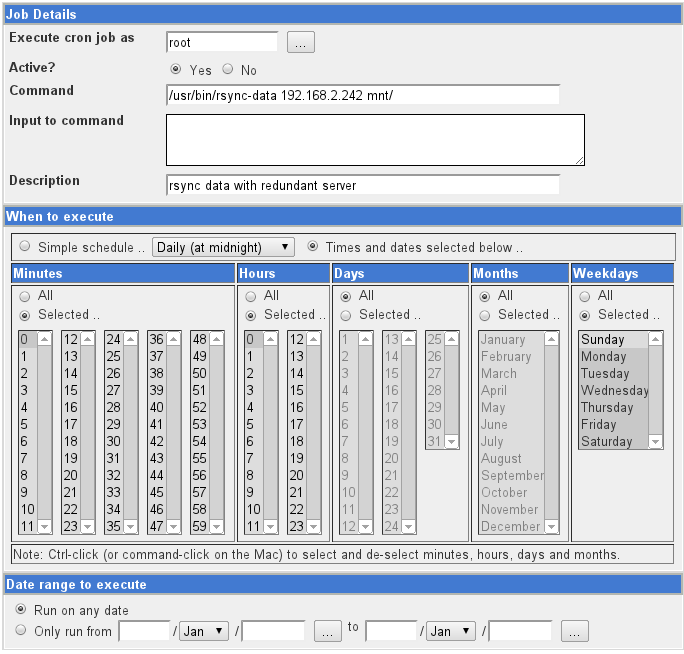 Job Details
Execute cron job as root ...
Active? Yes No
Command /usr/bin/rsync-data 192.168.2.242 mnt/
Input to command
Description rsync data with redundant server
When to execute
Simple schedule .. Daily (at midnight) Times and dates selected below ..
Minutes Hours Days Months Weekdays
All All All All All
Selected .. Selected .. Selected .. Selected .. Selected ..
0 12 24 36 48 0 12 1 13 25 January Sunday
1 13 25 37 49 1 13 2 14 26 February Monday
2 14 26 38 50 2 14 3 15 27 March Tuesday
3 15 27 39 51 3 15 4 16 28 April Wednesday
4 16 28 40 52 4 16 5 17 29 May Thursday
5 17 29 41 53 5 17 6 18 30 June Friday
6 18 30 42 54 6 18 7 19 31 July Saturday
7 19 31 43 55 7 19 8 20 August
8 20 32 44 56 8 20 9 21 September
9 21 33 45 57 9 21 10 22 October
10 22 34 46 58 10 22 11 23 November
11 23 35 47 59 11 23 12 24 December
Note: Ctrl-click (or command-click on the Mac) to select and de-select minutes, hours, days and months.
Date range to execute
Run on any date
Only run from / Jan / ... to / Jan / ...